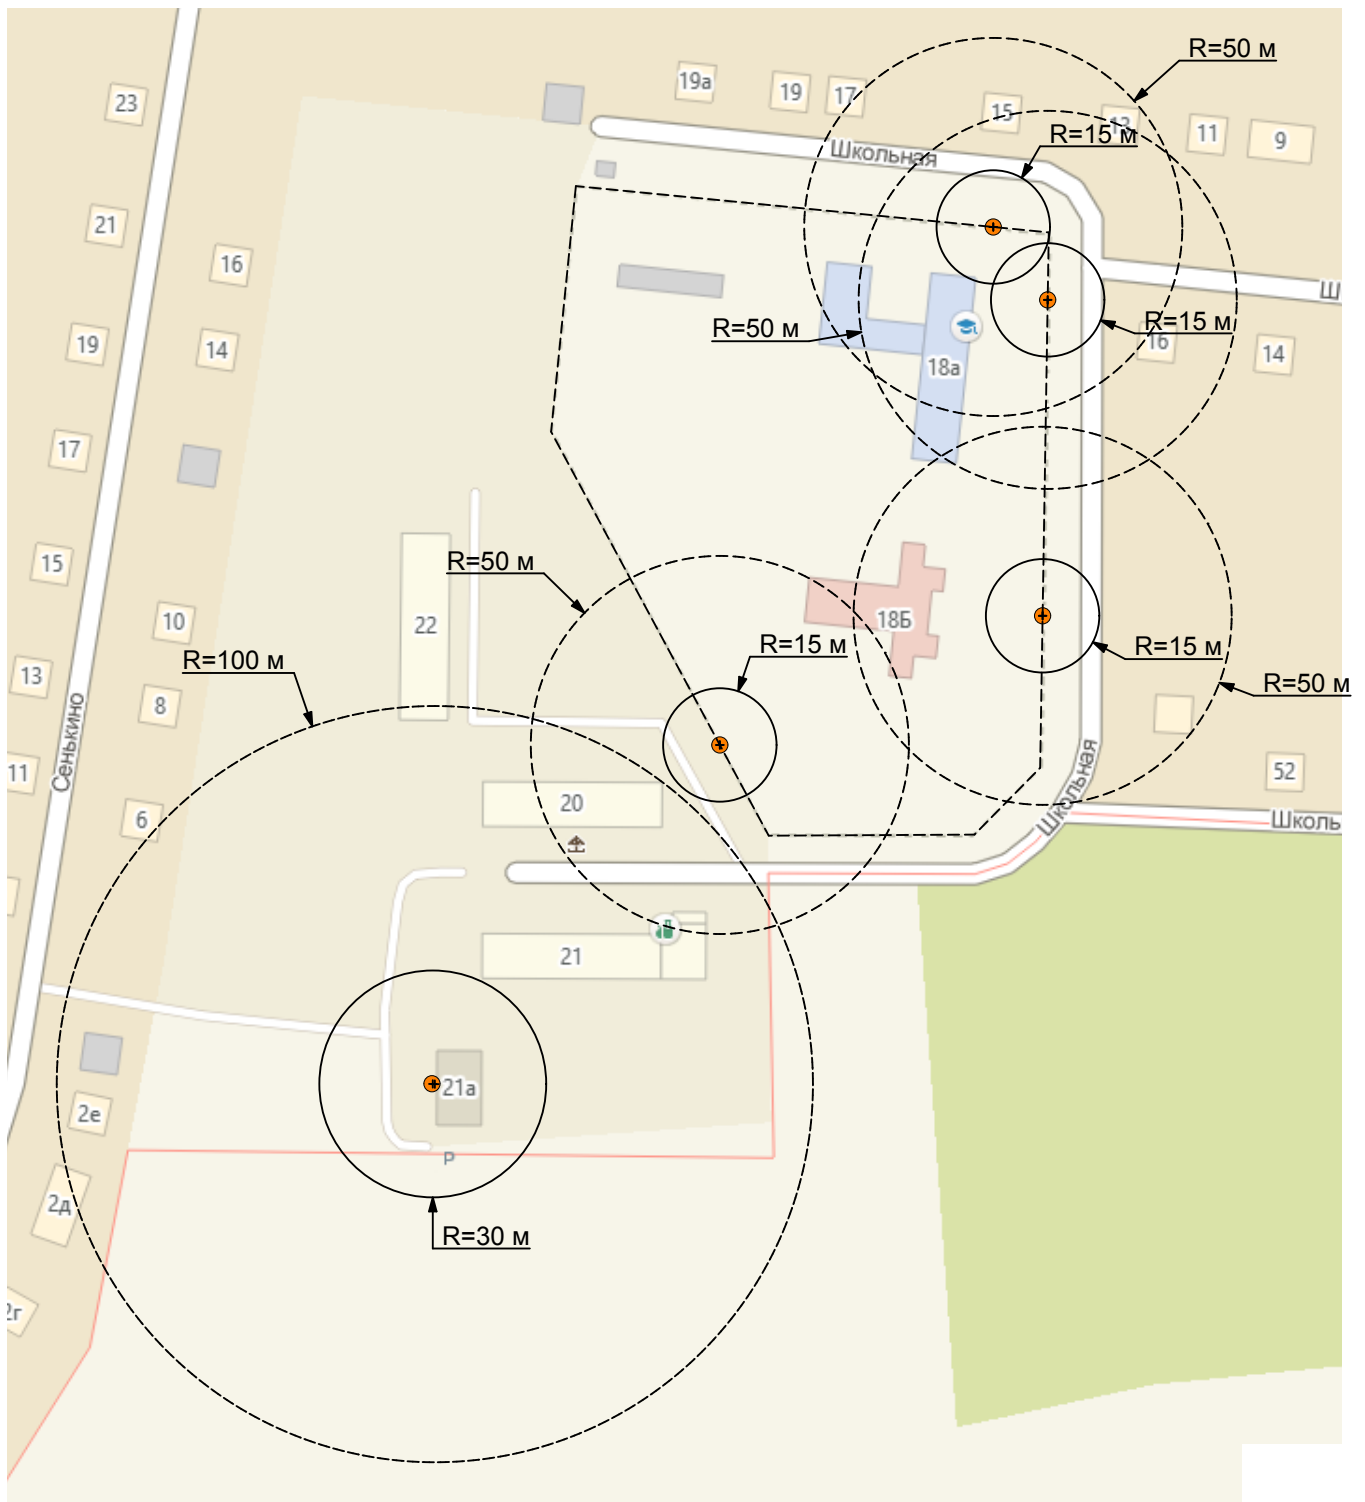 R=50 м
19а
19
17
15
13
11
9
23
R=15 м
Школьная
21
16
Ш
19
14
R=50 м
R=15 м
16
14
18а
17
15
R=50 м
22
10
18Б
R=15 м
R=15 м
R=100 м
13
8
R=50 м
Сенькино
11
52
Школьная
20
6
Школь
21
21а
2е
Р
2д
R=30 м
2г